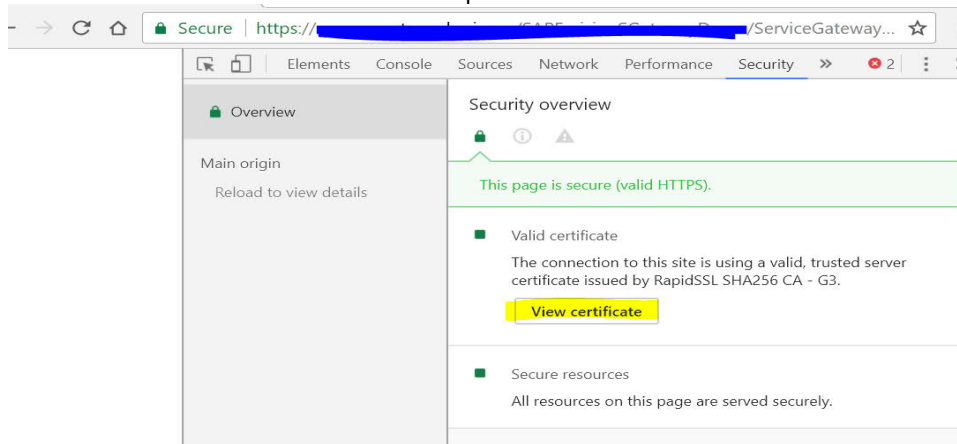 Secure https:// /ServiceGateway...
Elements Console Sources Network Performance Security » 2
Overview
Main origin
Reload to view details
Security overview
This page is secure (valid HTTPS).
Valid certificate
The connection to this site is using a valid, trusted server
certificate issued by RapidSSL SHA256 CA - G3.
View certificate
Secure resources
All resources on this page are served securely.